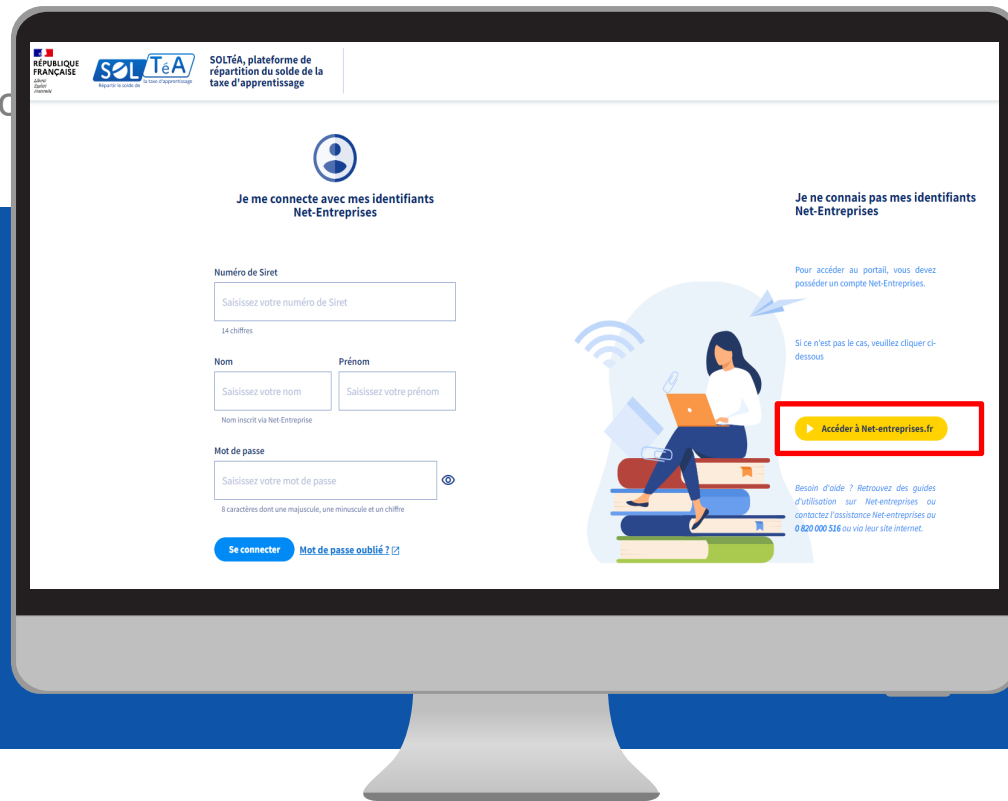 RÉPUBLIQUE
FRANÇAISE
Liberté
Égalité
Fraternité
SOLTéA
Répartir le solde de la taxe d'apprentissage
SOLTéA, plateforme de
répartition du solde de la
taxe d'apprentissage
Je me connecte avec mes identifiants
Net-Entreprises
Numéro de Siret
Saisissez votre numéro de Siret
14 chiffres
Nom Prénom
Saisissez votre nom Saisissez votre prénom
Nom inscrit via Net-Entreprise
Mot de passe
Saisissez votre mot de passe
8 caractères dont une majuscule, une minuscule et un chiffre
Se connecter Mot de passe oublié ?
Je ne connais pas mes identifiants
Net-Entreprises
Pour accéder au portail, vous devez
posséder un compte Net-Entreprises.
Si ce n'est pas le cas, veuillez cliquer ci-
dessous
Accéder à Net-entreprises.fr
Besoin d'aide ? Retrouvez des guides
d'utilisation sur Net-entreprises ou
contactez l'assistance Net-entreprises au
0 820 000 516 ou via leur site internet.